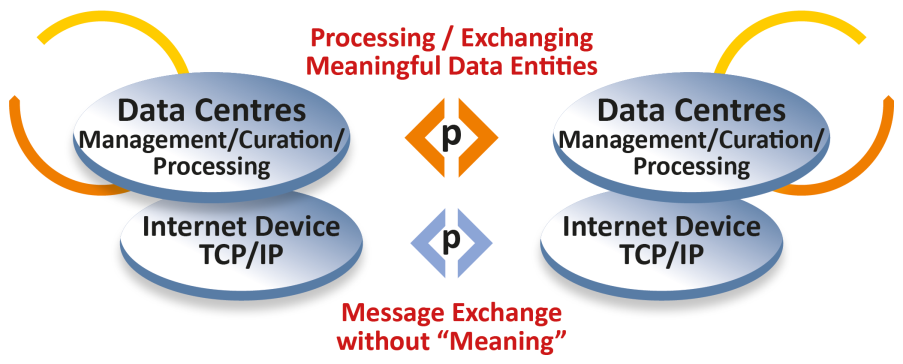 Processing / Exchanging
Meaningful Data Entities
Data Centres
Management/Curation/
Processing
p
Data Centres
Management/Curation/
Processing
Internet Device
TCP/IP
p
Internet Device
TCP/IP
Message Exchange
without “Meaning”